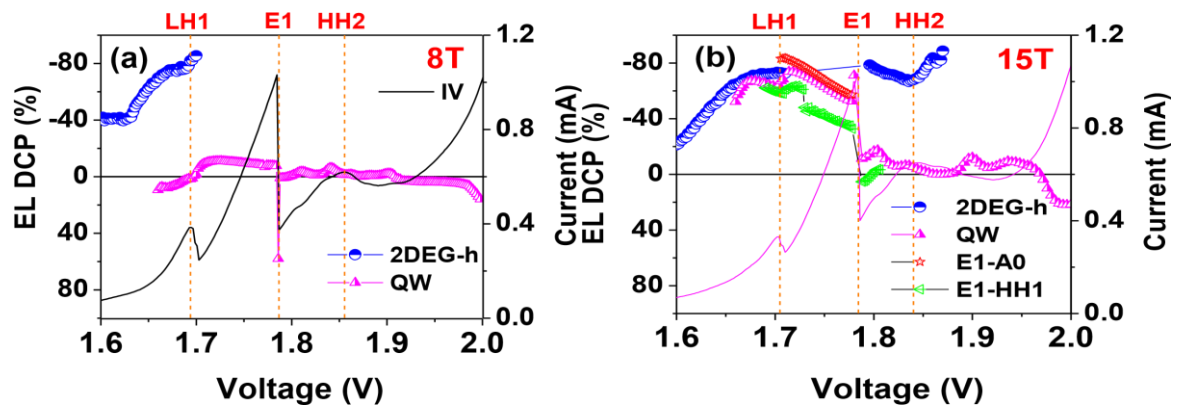 LH1 E1 HH2
(a) 8T
IV
2DEG-h
QW
-80
-40
0
40
80
EL DCP (%)
1.2
0.8
0.4
0.0
Current (mA)
1.6 1.7 1.8 1.9 2.0
Voltage (V)
LH1 E1 HH2
(b) 15T
2DEG-h
QW
E1-A0
E1-HH1
-80
-40
0
40
80
EL DCP (%)
1.2
0.8
0.4
0.0
Current (mA)
1.6 1.7 1.8 1.9 2.0
Voltage (V)